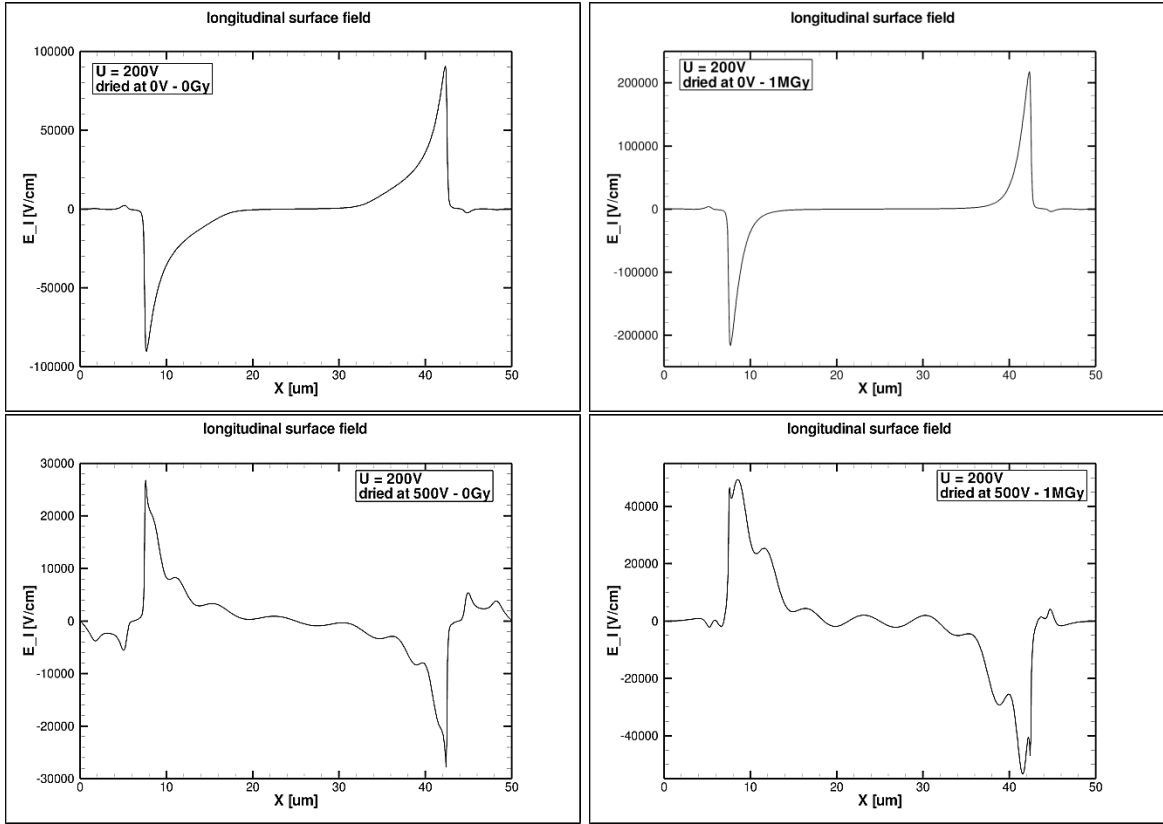 longitudinal surface field
U = 200V
dried at 0V - 0Gy
E_l [V/cm]
100000
50000
0
-50000
-100000
0 10 20 30 40 50
X [um]
longitudinal surface field
U = 200V
dried at 0V - 1MGy
E_l [V/cm]
200000
100000
0
-100000
-200000
0 10 20 30 40 50
X [um]
longitudinal surface field
U = 200V
dried at 500V - 0Gy
E_l [V/cm]
30000
20000
10000
0
-10000
-20000
-30000
0 10 20 30 40 50
X [um]
longitudinal surface field
U = 200V
dried at 500V - 1MGy
E_l [V/cm]
40000
20000
0
-20000
-40000
0 10 20 30 40 50
X [um]